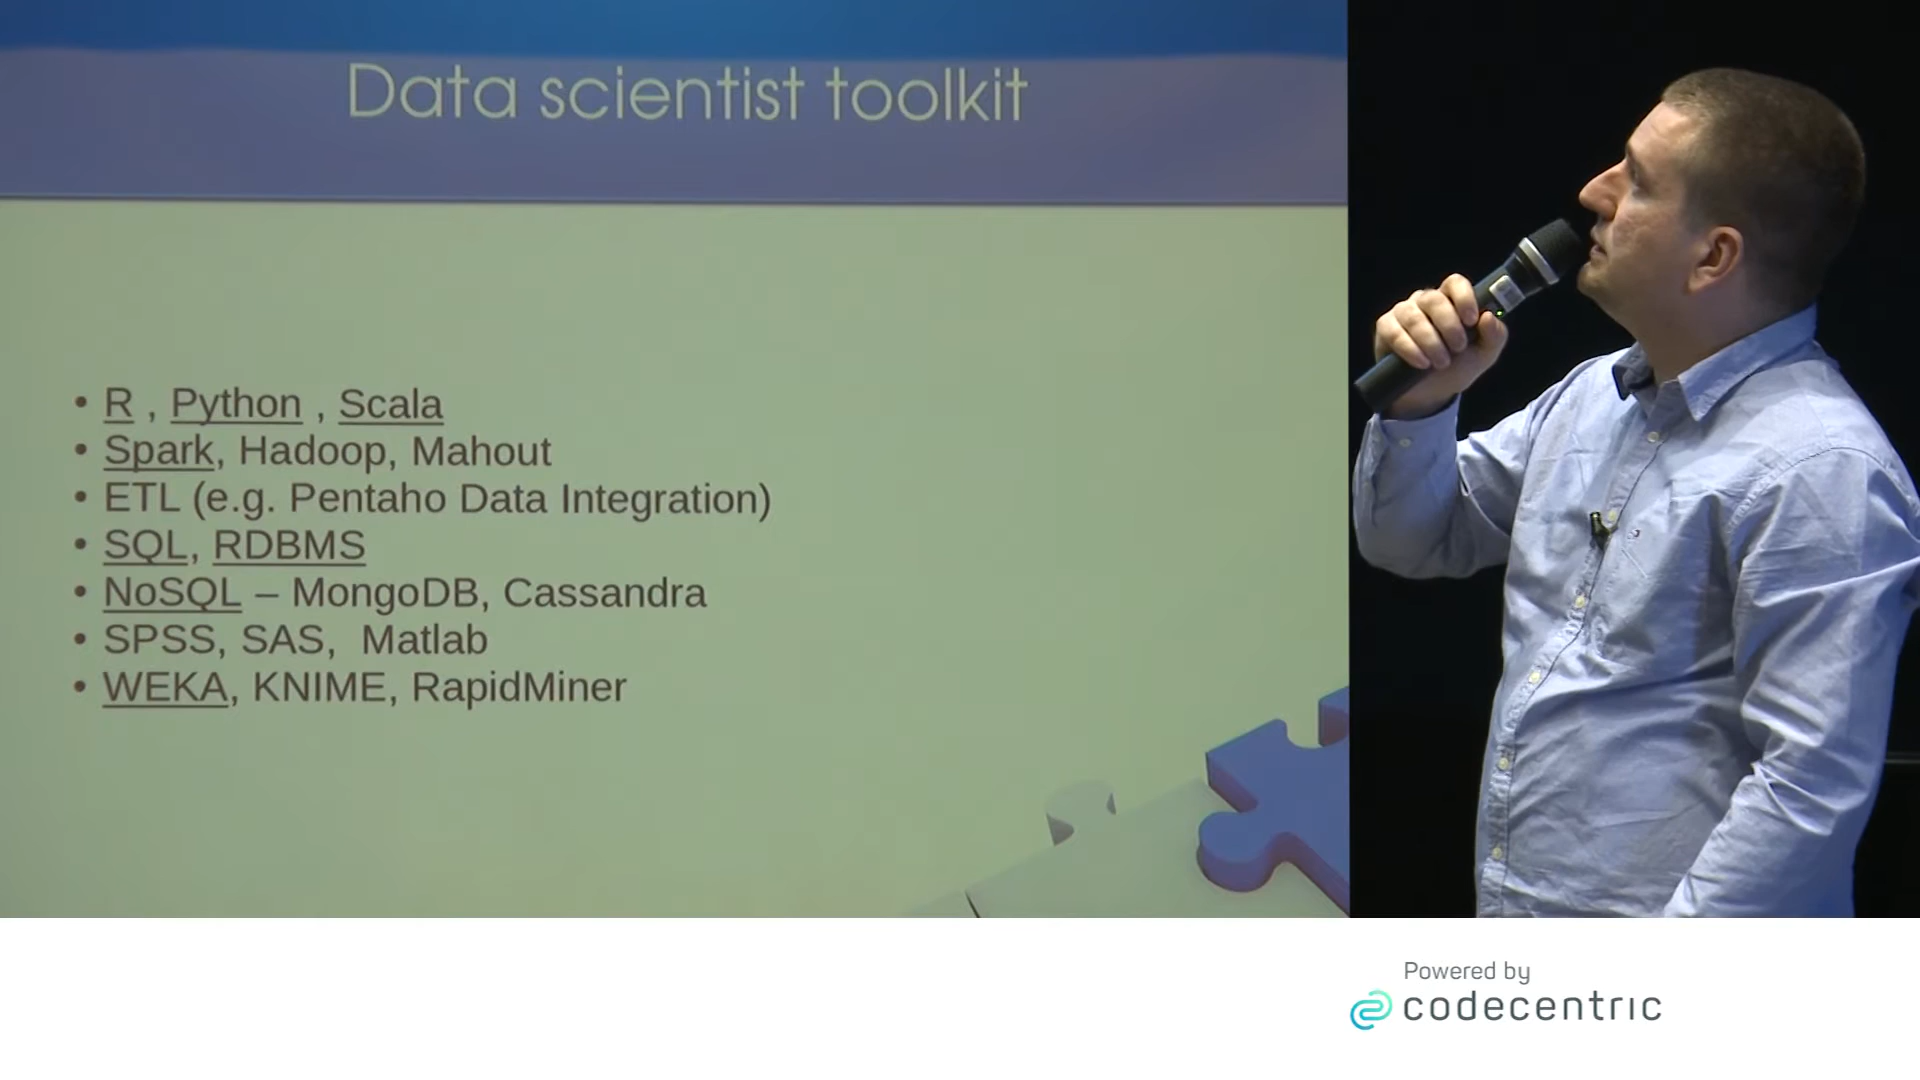 Data scientist toolkit
• R , Python , Scala
• Spark, Hadoop, Mahout
• ETL (e.g. Pentaho Data Integration)
• SQL, RDBMS
• NoSQL – MongoDB, Cassandra
• SPSS, SAS,  Matlab
• WEKA, KNIME, RapidMiner
Powered by
codecentric